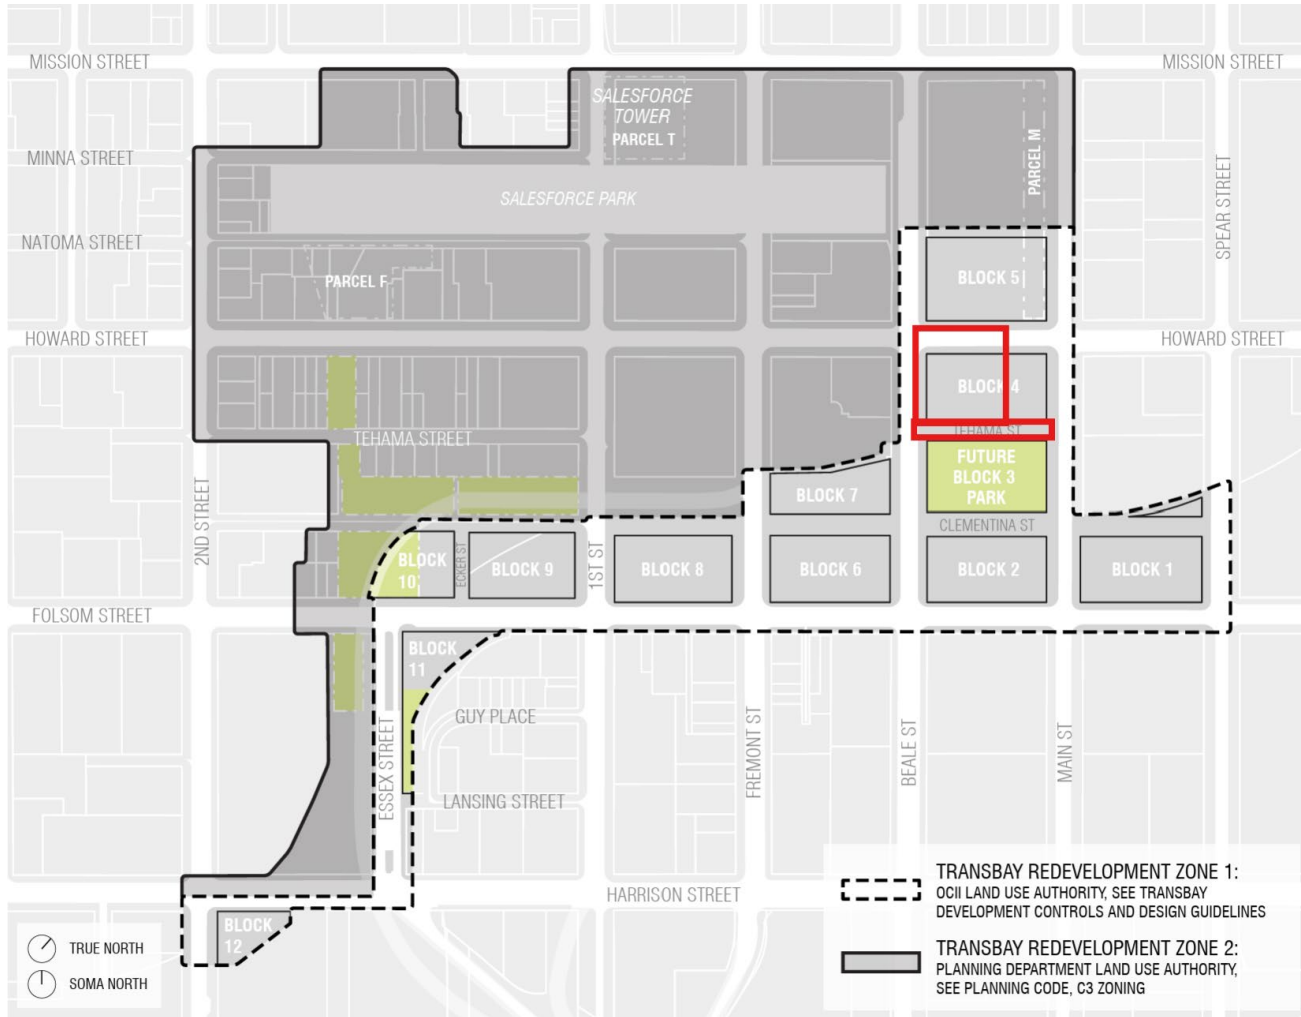 MISSION STREET
MISSION STREET
SALESFORCE
TOWER
PARCEL T
PARCEL M
MINNA STREET
SPEAR STREET
SALESFORCE PARK
NATOMA STREET
PARCEL F
BLOCK 5
HOWARD STREET
HOWARD STREET
BLOCK 4
TEHAMA ST
TEHAMA STREET
FUTURE
BLOCK 3
PARK
BLOCK 7
2ND STREET
CLEMENTINA ST
BLOCK
10
ECKER ST
BLOCK 9
1ST ST
BLOCK 8
BLOCK 6
BLOCK 2
BLOCK 1
FOLSOM STREET
BLOCK
11
GUY PLACE
ESSEX STREET
FREMONT ST
BEALE ST
MAIN ST
LANSING STREET
HARRISON STREET
BLOCK
12
TRUE NORTH
SOMA NORTH
TRANSBAY REDEVELOPMENT ZONE 1:
OCII LAND USE AUTHORITY, SEE TRANSBAY
DEVELOPMENT CONTROLS AND DESIGN GUIDELINES
TRANSBAY REDEVELOPMENT ZONE 2:
PLANNING DEPARTMENT LAND USE AUTHORITY,
SEE PLANNING CODE, C3 ZONING